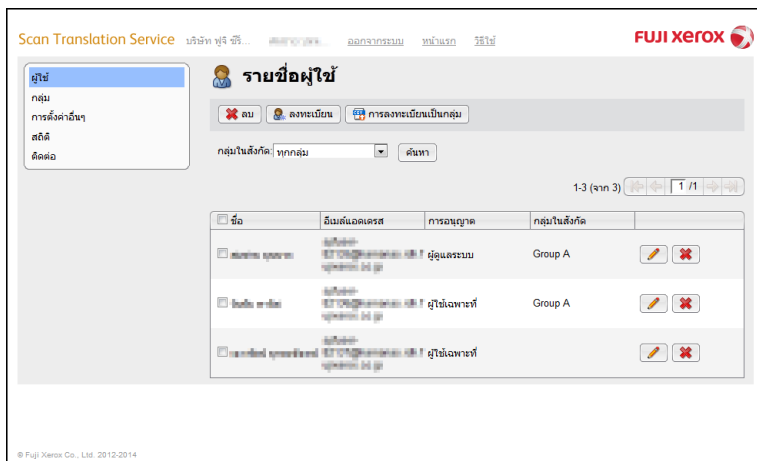 Scan Translation Service บริษัท ฟูจิ ซีร็... ออกจากระบบ หน้าแรก วิธีใช้ FUJI xerox
ผู้ใช้
กลุ่ม
การตั้งค่าอื่นๆ
สถิติ
ติดต่อ
รายชื่อผู้ใช้
ลบ ลงทะเบียน การลงทะเบียนเป็นกลุ่ม
กลุ่มในสังกัด: ทุกกลุ่ม ค้นหา
1-3 (จาก 3) 1 /1
ชื่อ อีเมล์แอดเดรส การอนุญาต กลุ่มในสังกัด
ผู้ดูแลระบบ Group A
ผู้ใช้เฉพาะที่ Group A
ผู้ใช้เฉพาะที่
© Fuji Xerox Co., Ltd. 2012-2014